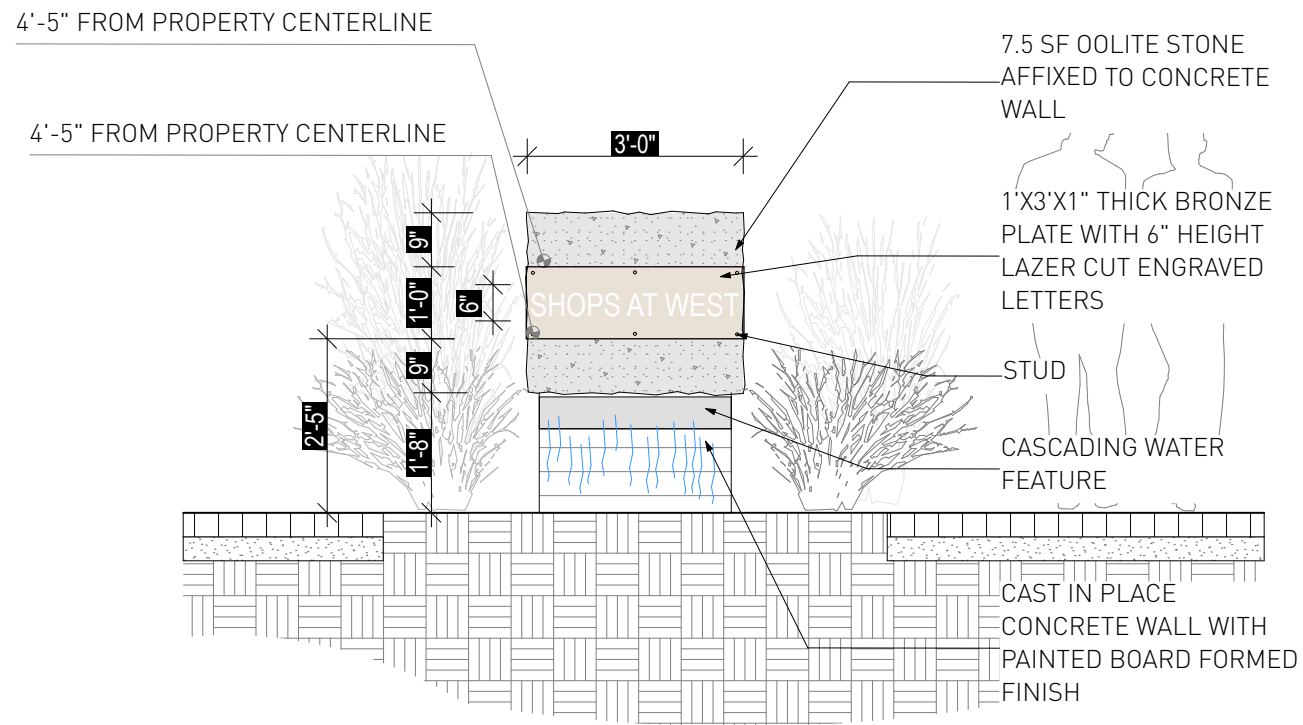 4'-5" FROM PROPERTY CENTERLINE
4'-5" FROM PROPERTY CENTERLINE
3'-0"
9"
1'-0"
6"
9"
2'-5"
1'-8"
SHOPS AT WEST
7.5 SF OOLITE STONE
AFFIXED TO CONCRETE
WALL
1'X3'X1" THICK BRONZE
PLATE WITH 6" HEIGHT
LAZER CUT ENGRAVED
LETTERS
STUD
CASCADING WATER
FEATURE
CAST IN PLACE
CONCRETE WALL WITH
PAINTED BOARD FORMED
FINISH